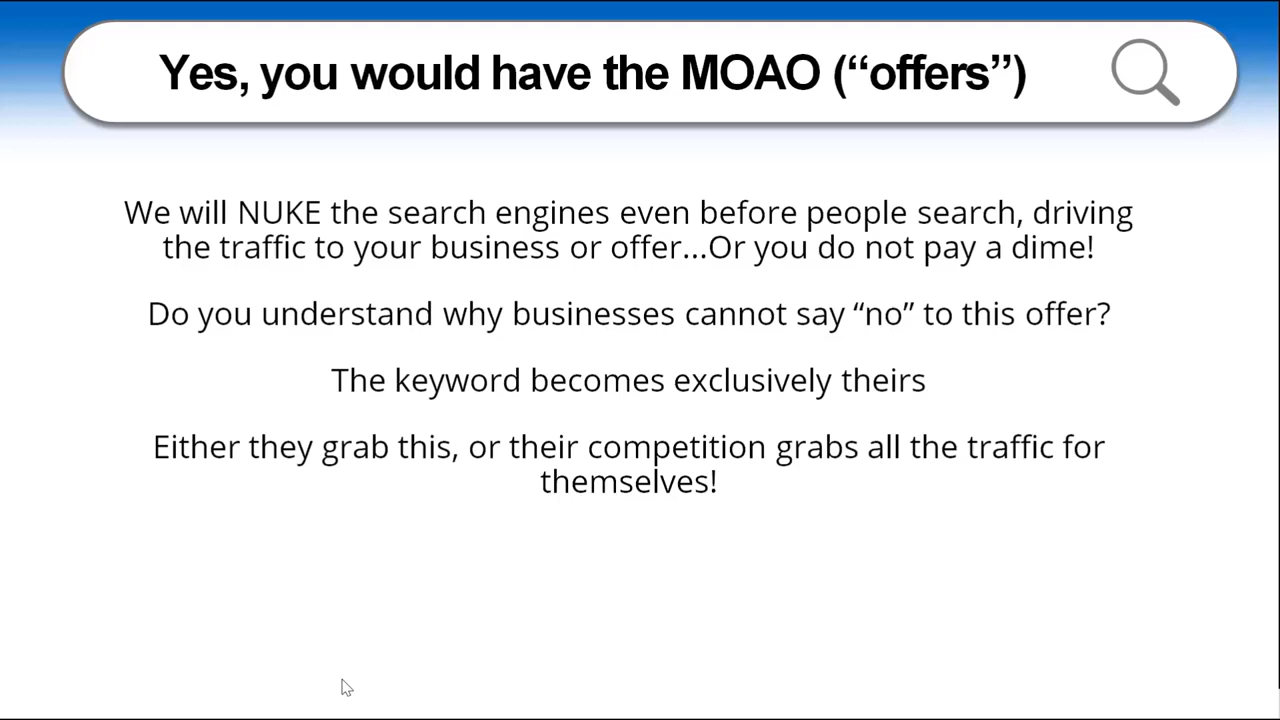 Yes, you would have the MOAO (“offers”)
We will NUKE the search engines even before people search, driving
the traffic to your business or offer...Or you do not pay a dime!
Do you understand why businesses cannot say “no” to this offer?
The keyword becomes exclusively theirs
Either they grab this, or their competition grabs all the traffic for
themselves!